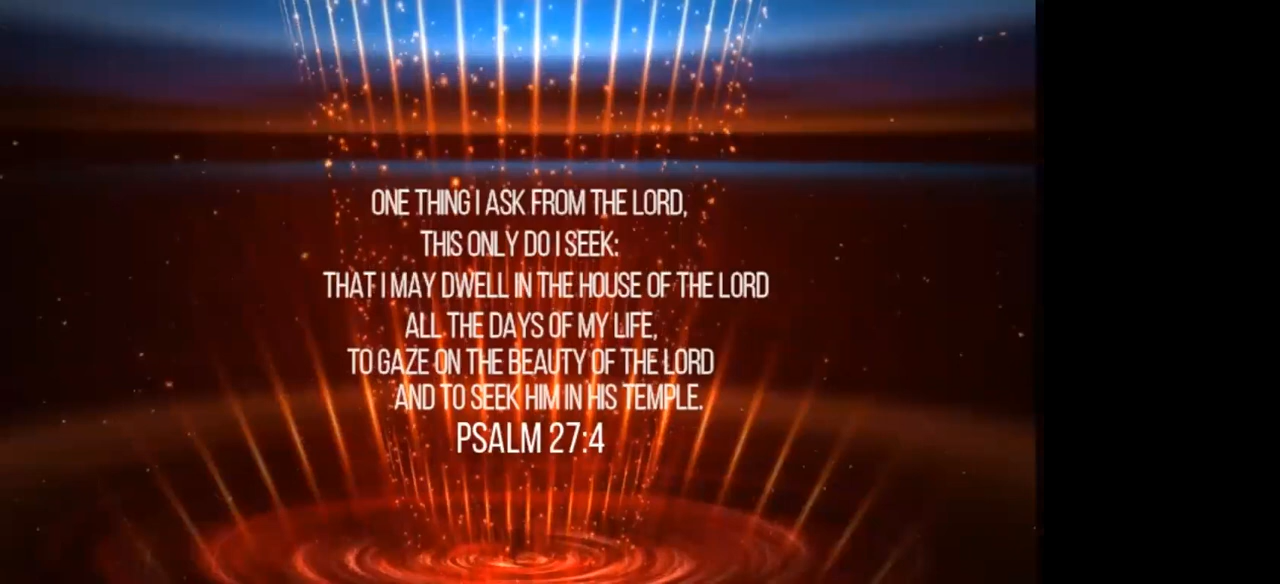 ONE THING I ASK FROM THE LORD,
THIS ONLY DO I SEEK:
THAT I MAY DWELL IN THE HOUSE OF THE LORD
ALL THE DAYS OF MY LIFE,
TO GAZE ON THE BEAUTY OF THE LORD
AND TO SEEK HIM IN HIS TEMPLE.
PSALM 27:4